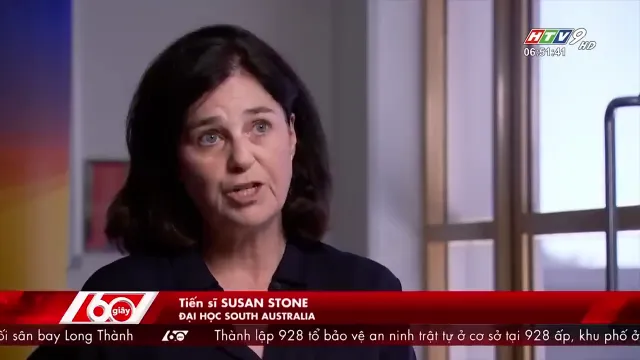 HTV9 HD
06:51:41
60 giây
Tiến sĩ SUSAN STONE
ĐẠI HỌC SOUTH AUSTRALIA
ối sân bay Long Thành Thành lập 928 tổ bảo vệ an ninh trật tự ở cơ sở tại 928 ấp, khu phố ở